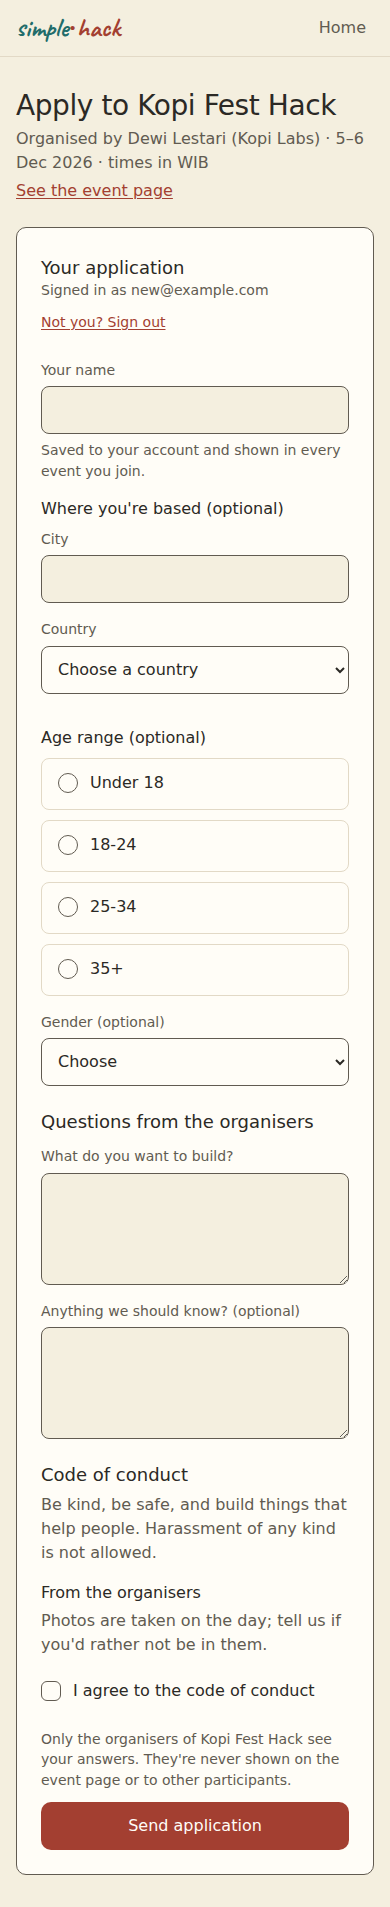 simple•hack
Home
Apply to Kopi Fest Hack
Organised by Dewi Lestari (Kopi Labs) · 5–6
Dec 2026 · times in WIB
See the event page
Your application
Signed in as new@example.com
Not you? Sign out
Your name
Saved to your account and shown in every
event you join.
Where you're based (optional)
City
Country
Choose a country
Age range (optional)
Under 18
18-24
25-34
35+
Gender (optional)
Choose
Questions from the organisers
What do you want to build?
Anything we should know? (optional)
Code of conduct
Be kind, be safe, and build things that
help people. Harassment of any kind
is not allowed.
From the organisers
Photos are taken on the day; tell us if
you'd rather not be in them.
I agree to the code of conduct
Only the organisers of Kopi Fest Hack see
your answers. They're never shown on the
event page or to other participants.
Send application